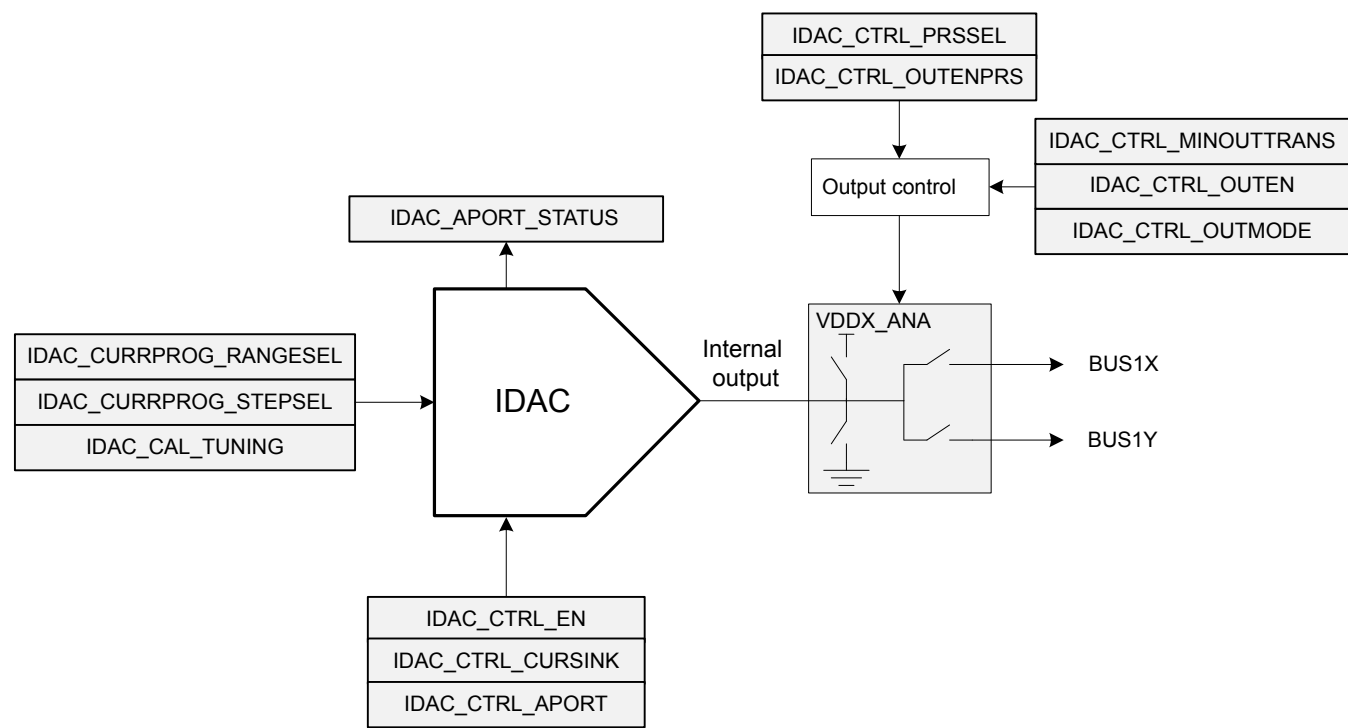 IDAC_CTRL_PRSSEL
IDAC_CTRL_OUTENPRS
IDAC_CTRL_MINOUTTRANS
IDAC_CTRL_OUTEN
IDAC_CTRL_OUTMODE
Output control
IDAC_APORT_STATUS
VDDX_ANA
IDAC_CURRPROG_RANGESEL
IDAC_CURRPROG_STEPSEL
IDAC_CAL_TUNING
IDAC
Internal
output
BUS1X
BUS1Y
IDAC_CTRL_EN
IDAC_CTRL_CURSINK
IDAC_CTRL_APORT